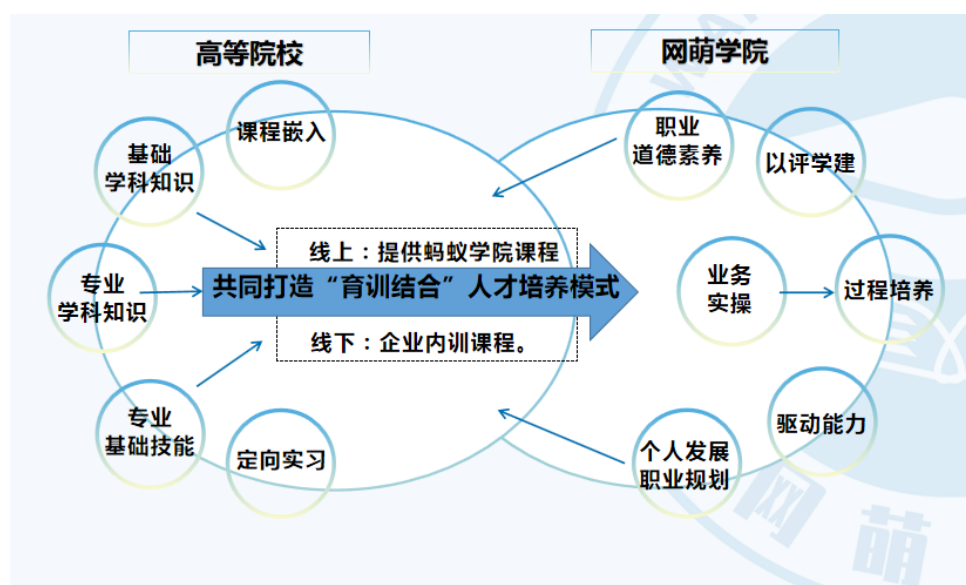 高等院校
网萌学院
课程嵌入
基础
学科知识
专业
学科知识
专业
基础技能
定向实习
线上：提供蚂蚁学院课程
共同打造“育训结合”人才培养模式
线下：企业内训课程。
职业
道德素养
以评学建
业务
实操
过程培养
驱动能力
个人发展
职业规划
网萌
WA